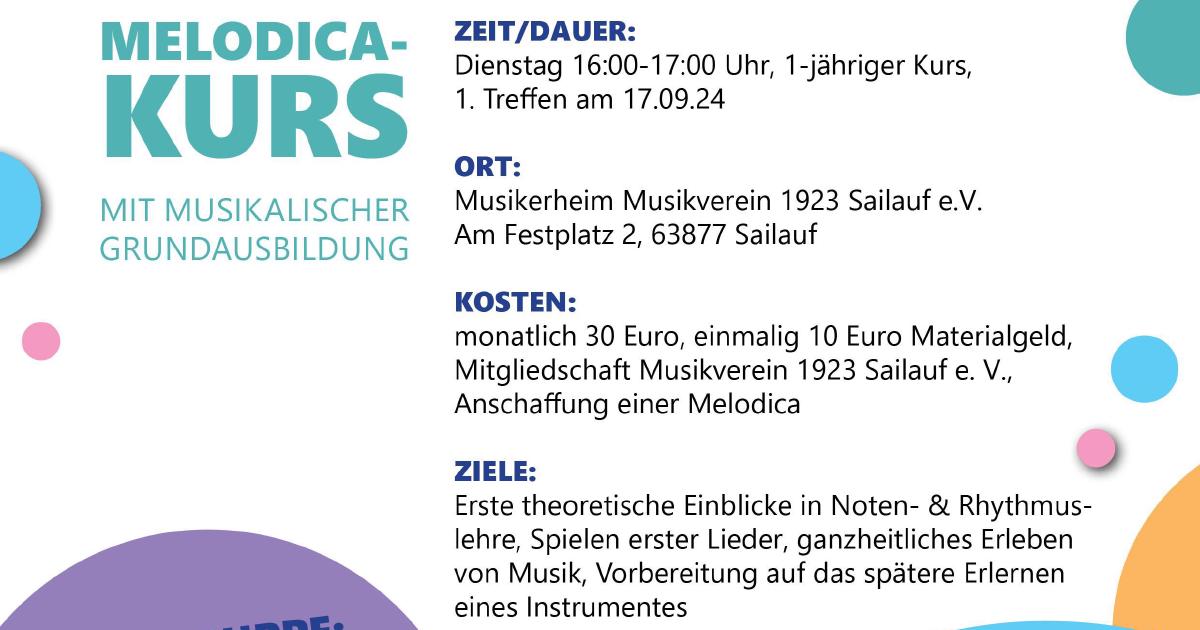 MELODICA-
KURS
MIT MUSIKALISCHER
GRUNDAUSBILDUNG
ZEIT/DAUER:
Dienstag 16:00-17:00 Uhr, 1-jähriger Kurs,
1. Treffen am 17.09.24
ORT:
Musikerheim Musikverein 1923 Sailauf e.V.
Am Festplatz 2, 63877 Sailauf
KOSTEN:
monatlich 30 Euro, einmalig 10 Euro Materialgeld,
Mitgliedschaft Musikverein 1923 Sailauf e. V.,
Anschaffung einer Melodica
ZIELE:
Erste theoretische Einblicke in Noten- & Rhythmus-
lehre, Spielen erster Lieder, ganzheitliches Erleben
von Musik, Vorbereitung auf das spätere Erlernen
eines Instrumentes